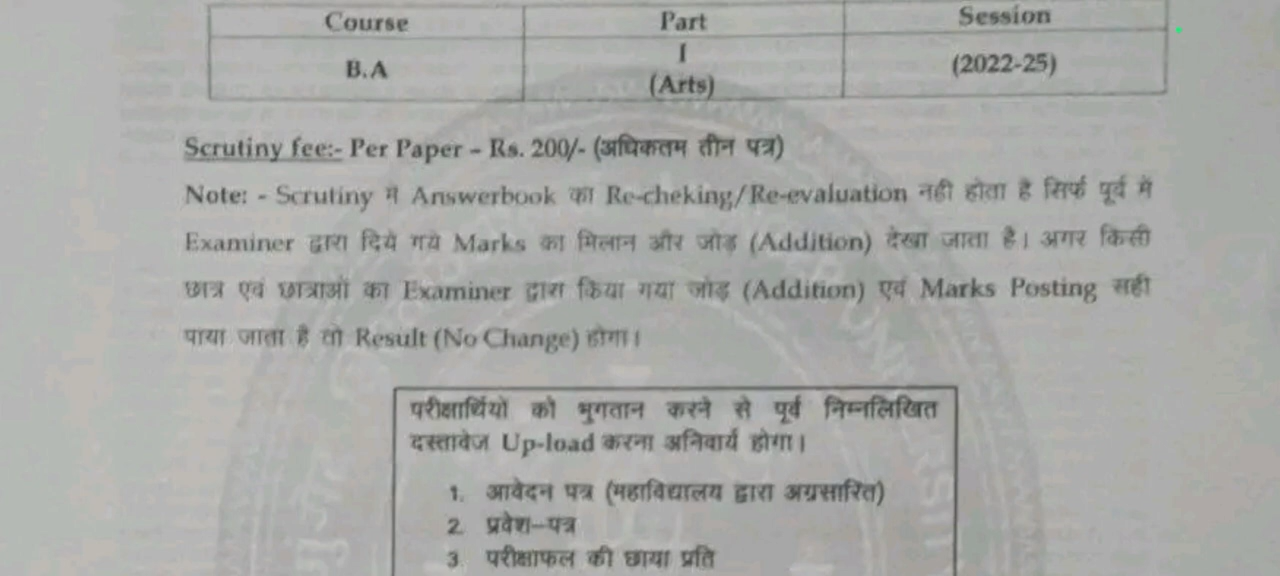 Course Part Session
B.A I (Arts) (2022-25)
Scrutiny fee:- Per Paper – Rs. 200/- (अधिकतम तीन पत्र)
Note: - Scrutiny में Answerbook का Re-cheking/Re-evaluation नही होता है सिर्फ पूर्व में
Examiner द्वारा दिये गये Marks का मिलान और जोड़ (Addition) देखा जाता है। अगर किसी
छात्र एवं छात्राओं का Examiner द्वारा किया गया जोड़ (Addition) एवं Marks Posting सही
पाया जाता है तो Result (No Change) होगा।
परीक्षार्थियों को भुगतान करने से पूर्व निम्नलिखित
दस्तावेज Up-load करना अनिवार्य होगा।
1. आवेदन पत्र (महाविद्यालय द्वारा अग्रसारित)
2. प्रवेश–पत्र
3. परीक्षाफल की छाया प्रति